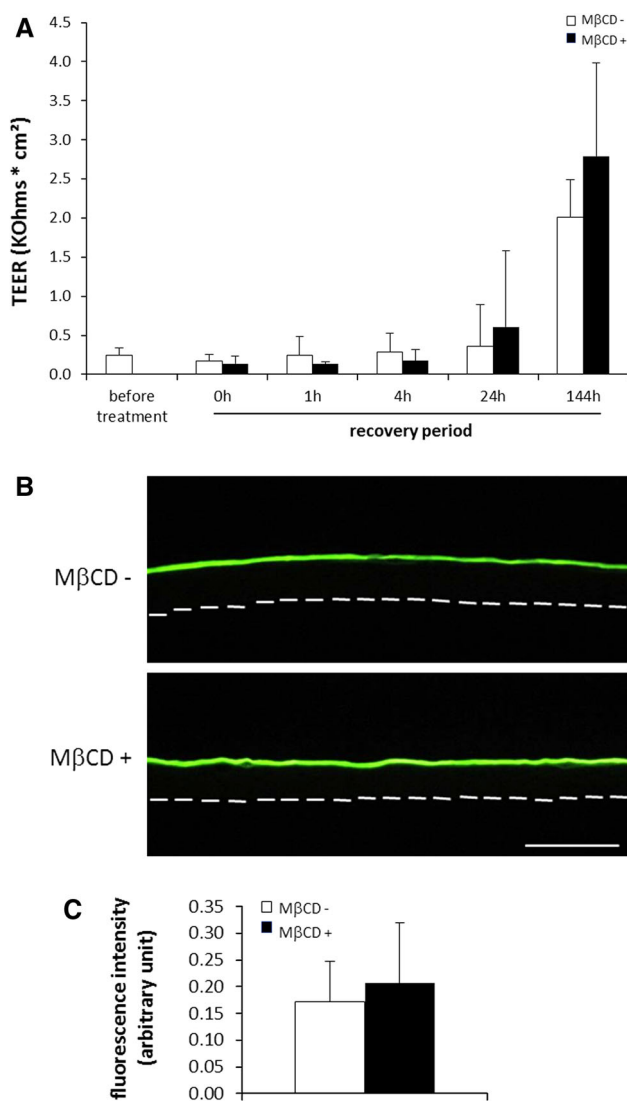 A
MβCD -
MβCD +
TEER (KOhms * cm²)
4.5
4.0
3.5
3.0
2.5
2.0
1.5
1.0
0.5
0.0
before
treatment
0h
1h
4h
24h
144h
recovery period
B
MβCD -
MβCD +
C
MβCD -
MβCD +
fluorescence intensity
(arbitrary unit)
0.35
0.30
0.25
0.20
0.15
0.10
0.05
0.00